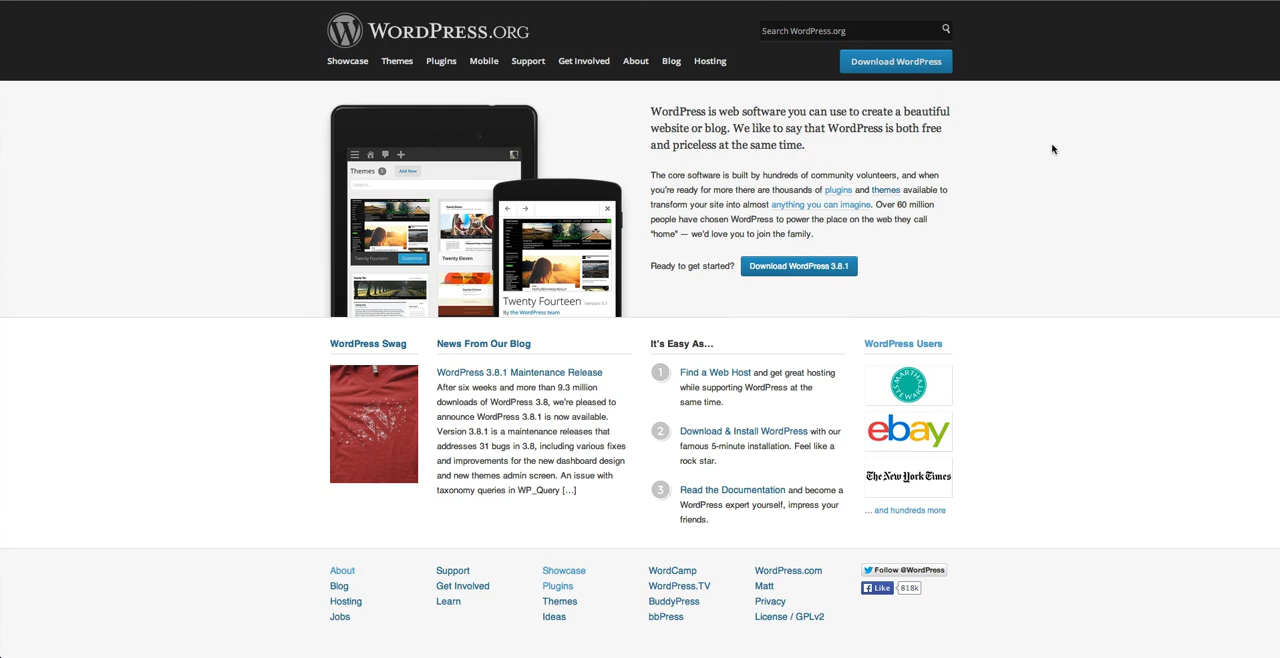 WORDPRESS.ORG
Search WordPress.org
Showcase Themes Plugins Mobile Support Get Involved About Blog Hosting
Download WordPress
Themes Add New
Search...
Twenty Fourteen Customize
Twenty Eleven
Twenty Fourteen
By the WordPress team
WordPress is web software you can use to create a beautiful
website or blog. We like to say that WordPress is both free
and priceless at the same time.
The core software is built by hundreds of community volunteers, and when
you’re ready for more there are thousands of plugins and themes available to
transform your site into almost anything you can imagine. Over 60 million
people have chosen WordPress to power the place on the web they call
“home” — we’d love you to join the family.
Ready to get started? Download WordPress 3.8.1
WordPress Swag
News From Our Blog
WordPress 3.8.1 Maintenance Release
After six weeks and more than 9.3 million
downloads of WordPress 3.8, we’re pleased to
announce WordPress 3.8.1 is now available.
Version 3.8.1 is a maintenance releases that
addresses 31 bugs in 3.8, including various fixes
and improvements for the new dashboard design
and new themes admin screen. An issue with
taxonomy queries in WP_Query […]
It’s Easy As…
1 Find a Web Host and get great hosting
while supporting WordPress at the
same time.
2 Download & Install WordPress with our
famous 5-minute installation. Feel like a
rock star.
3 Read the Documentation and become a
WordPress expert yourself, impress your
friends.
WordPress Users
MARTHA STEWART
ebay
The New York Times
… and hundreds more
About
Blog
Hosting
Jobs
Support
Get Involved
Learn
Showcase
Plugins
Themes
Ideas
WordCamp
WordPress.TV
BuddyPress
bbPress
WordPress.com
Matt
Privacy
License / GPLv2
Follow @WordPress
Like 818k